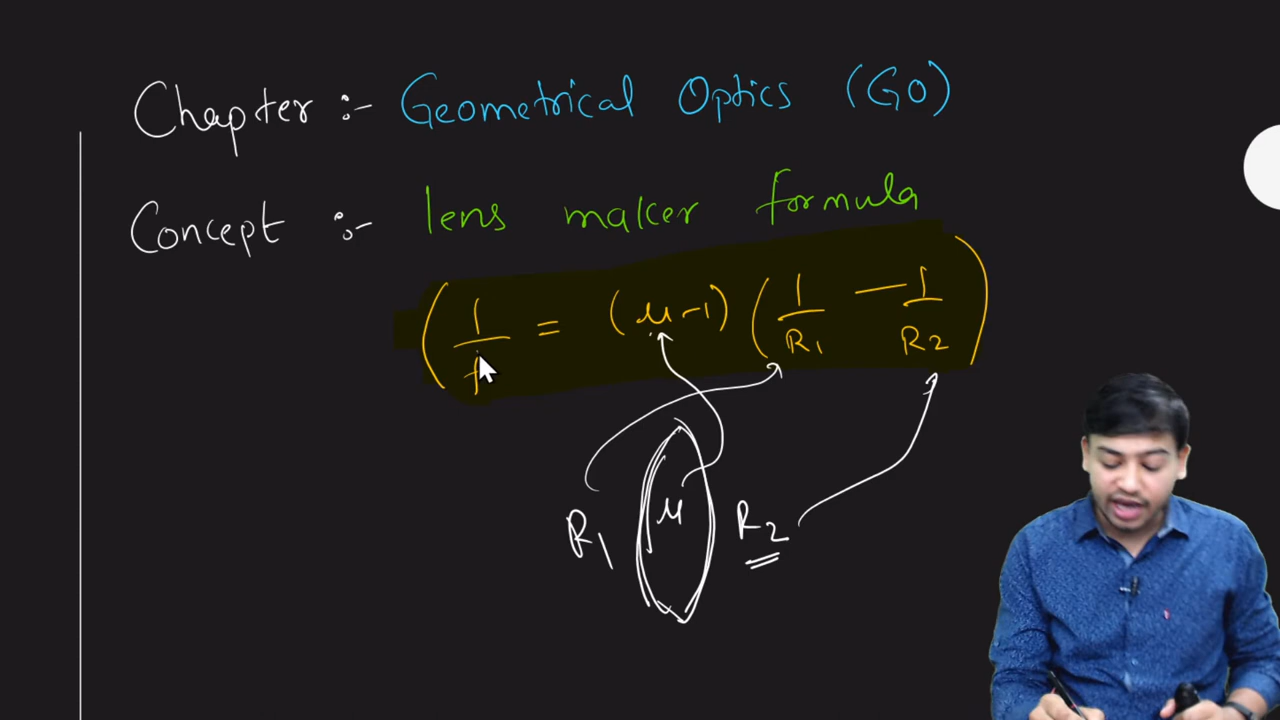 Chapter :- Geometrical Optics (GO)
Concept :- lens maker formula
(1/f = (μ-1) (1/R1 - 1/R2)
R1 μ R2